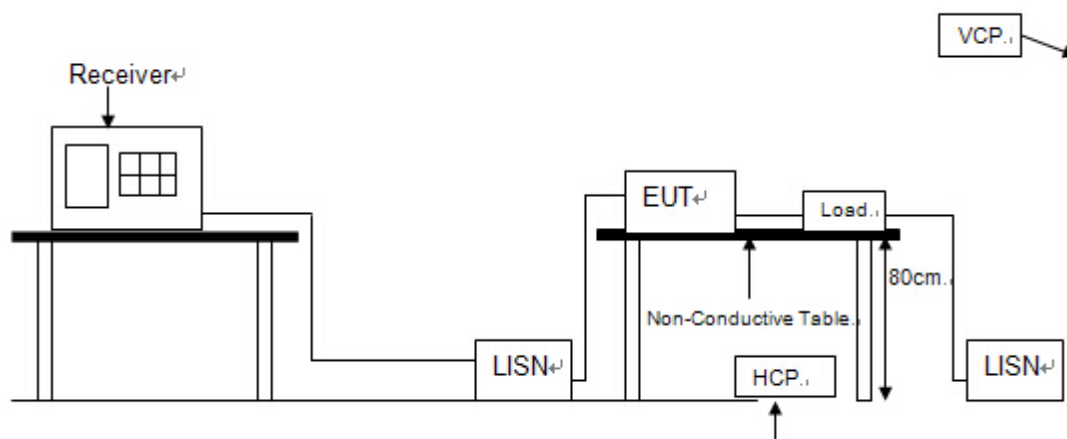 VCP.
Receiver
EUT
Load.
80cm.
Non-Conductive Table.
LISN
HCP.
LISN